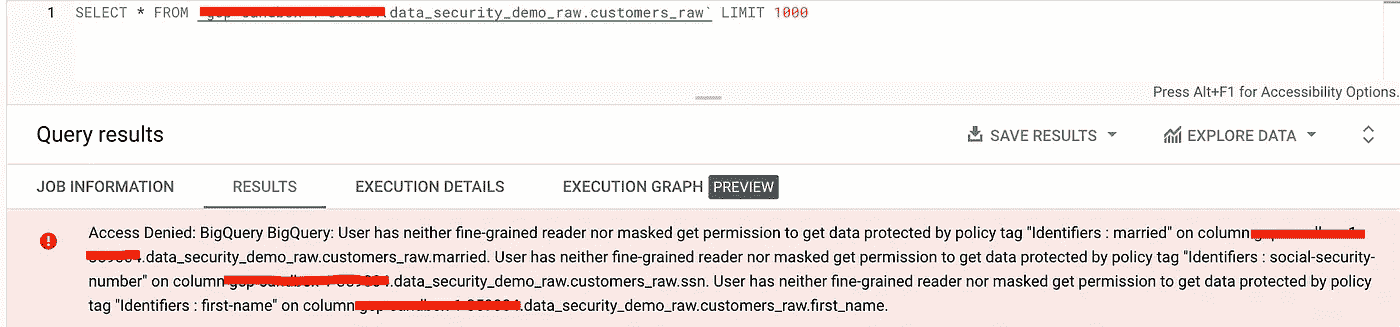 1 SELECT * FROM .data_security_demo_raw.customers_raw` LIMIT 1000
Press Alt+F1 for Accessibility Options.
Query results
SAVE RESULTS
EXPLORE DATA
JOB INFORMATION
RESULTS
EXECUTION DETAILS
EXECUTION GRAPH PREVIEW
Access Denied: BigQuery BigQuery: User has neither fine-grained reader nor masked get permission to get data protected by policy tag "Identifiers : married" on column
.data_security_demo_raw.customers_raw.married. User has neither fine-grained reader nor masked get permission to get data protected by policy tag "Identifiers : social-security-
number" on column .data_security_demo_raw.customers_raw.ssn. User has neither fine-grained reader nor masked get permission to get data protected by policy
tag "Identifiers : first-name" on column .data_security_demo_raw.customers_raw.first_name.